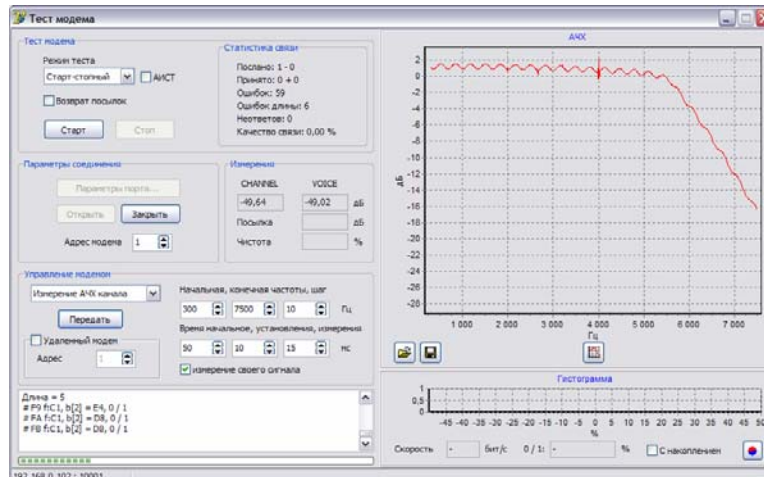 Тест модема
Тест модема
Режим теста
Старт-стопный
АИСТ
Возврат посылок
Старт
Стоп
Статистика связи
Послано: 1 - 0
Принято: 0 + 0
Ошибок: 59
Ошибок длины: 6
Неответов: 0
Качество связи: 0,00 %
Параметры соединения
Параметры порта...
Открыть
Закрыть
Адрес модема
1
Измерения
CHANNEL VOICE
-49,64 -49,02 дБ
Посылка дБ
Чистота %
Управление модемом
Измерение АЧХ канала
Передать
Удаленный модем
Адрес
1
Начальная, конечная частоты, шаг
300 7500 10 Гц
Время начальное, установления, измерения
50 10 15 мс
измерение своего сигнала
Длина = 5
# F9 f:C1, b[2] = E4, 0 / 1
# FA f:C1, b[2] = D8, 0 / 1
# FB f:C1, b[2] = D8, 0 / 1
192.168.0.102 : 10001
АЧХ
2
0
-2
-4
-6
-8
-10
-12
-14
-16
-18
-20
-22
-24
-26
-28
дБ
1 000 2 000 3 000 4 000 5 000 6 000 7 000
Гц
Гистограмма
1
0,5
0
-45 -40 -35 -30 -25 -20 -15 -10 -5 0 5 10 15 20 25 30 35 40 45 50
%
Скорость - бит/с 0 / 1: - %
С накоплением